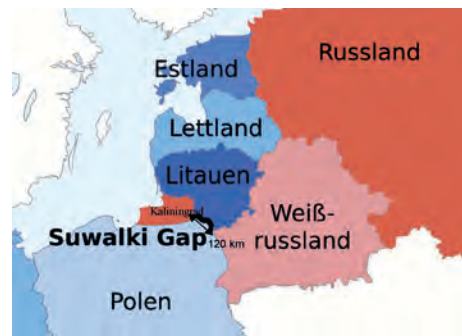 Russland
Estland
Lettland
Litauen
Kaliningrad
Weiß-
russland
Suwalki Gap 120 km
Polen